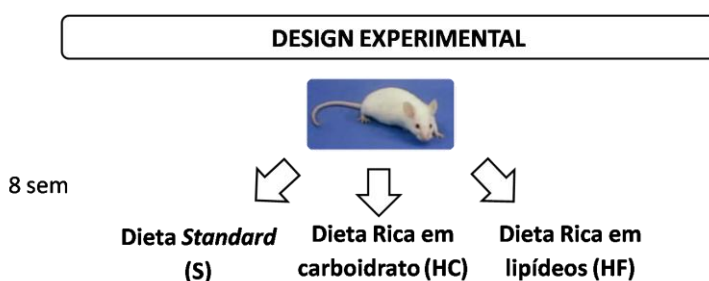 DESIGN EXPERIMENTAL
8 sem
Dieta Standard
(S)
Dieta Rica em
carboidrato (HC)
Dieta Rica em
lipídeos (HF)